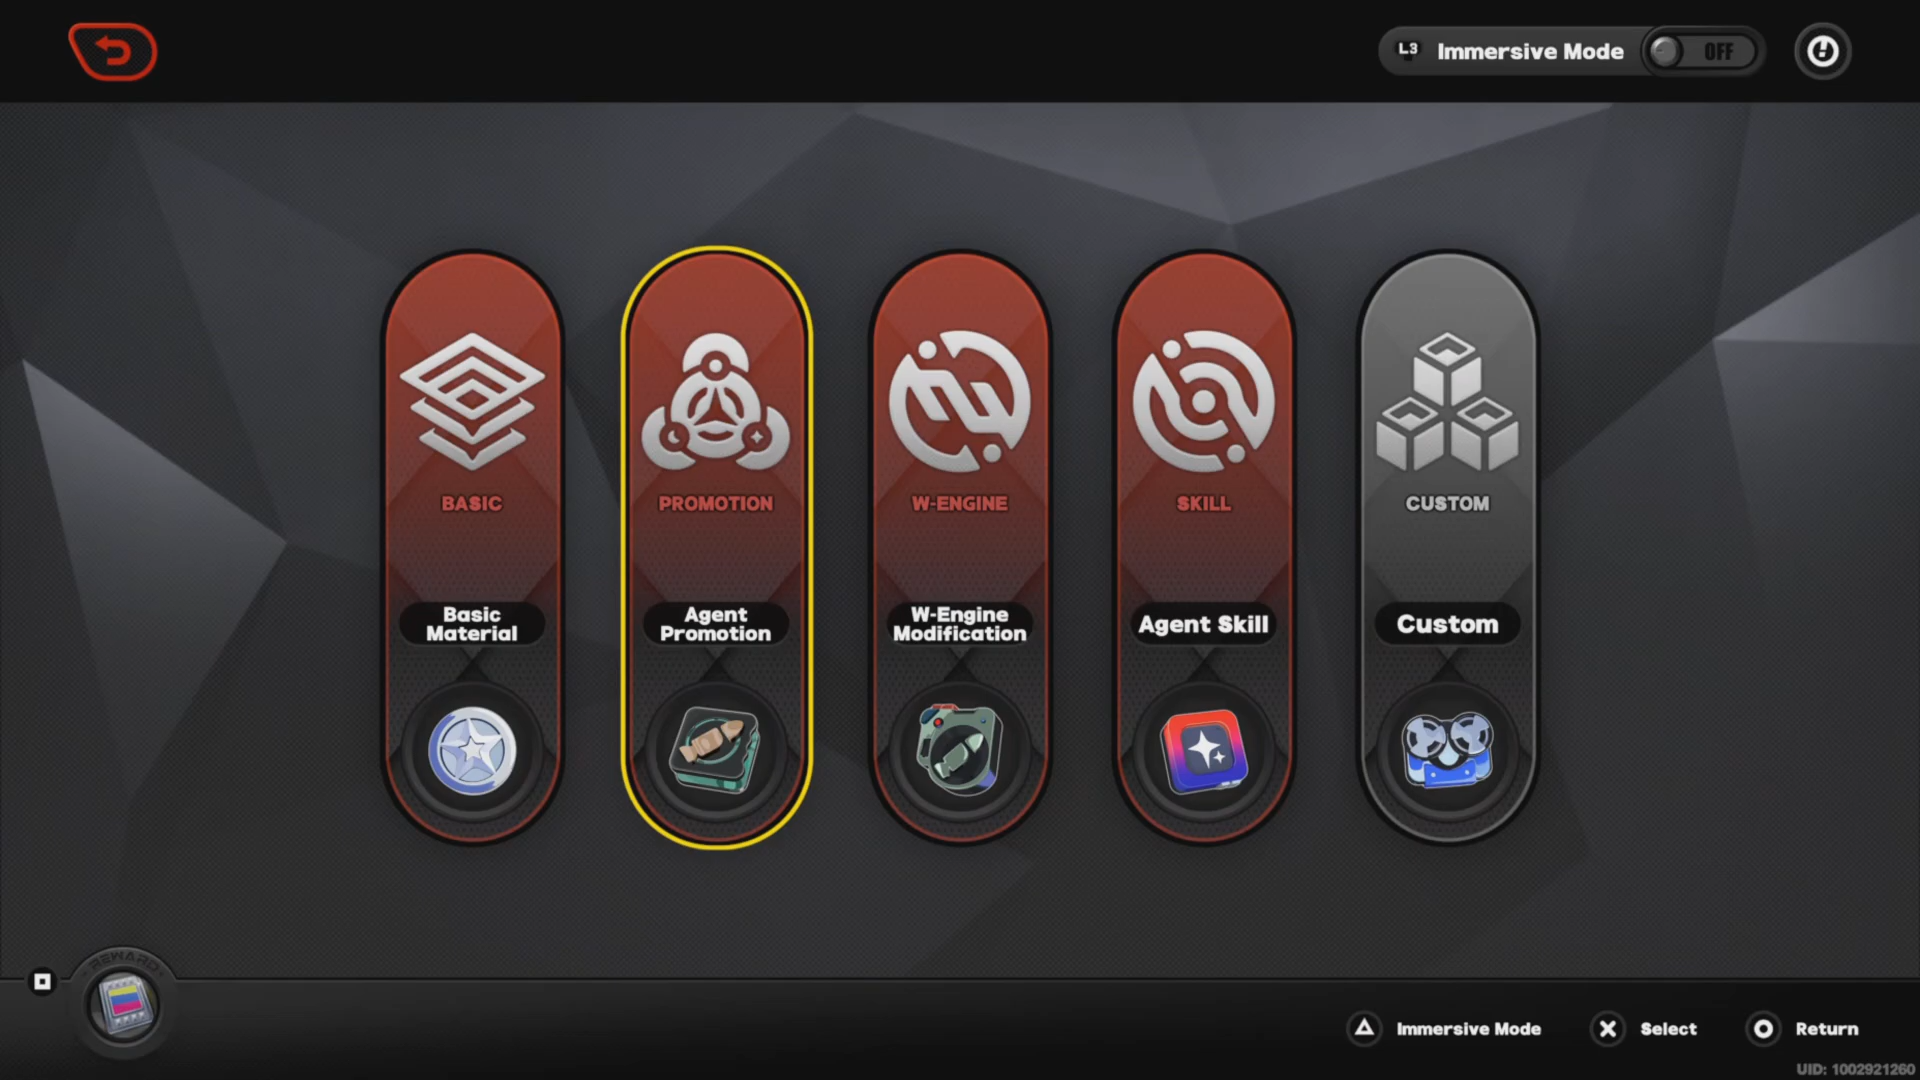 L3 Immersive Mode OFF
BASIC
Basic
Material
PROMOTION
Agent
Promotion
W-ENGINE
W-Engine
Modification
SKILL
Agent Skill
CUSTOM
Custom
REWARD
Immersive Mode
Select
Return
UID: 1002921260